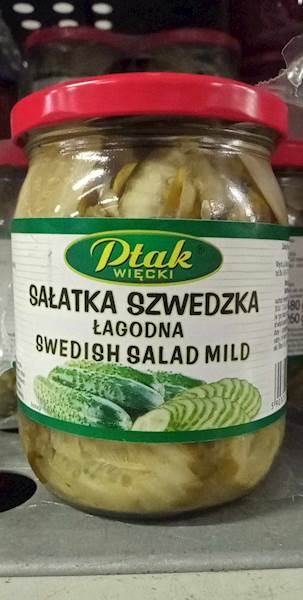 Ptak
WIĘCKI
SAŁATKA SZWEDZKA
ŁAGODNA
SWEDISH SALAD MILD